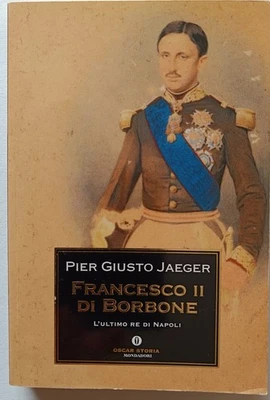 PIER GIUSTO JAEGER
FRANCESCO II
DI BORBONE
L'ULTIMO RE DI NAPOLI
OSCAR STORIA
MONDADORI